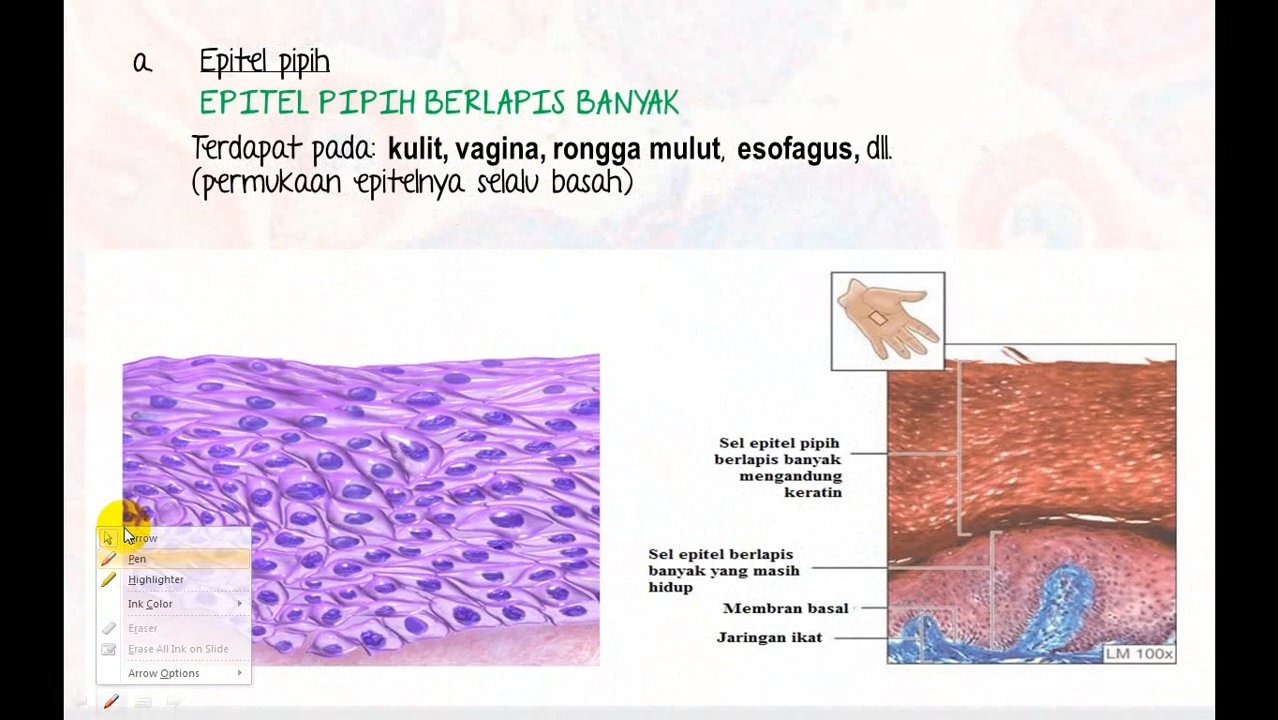 a Epitel pipih
EPITEL PIPIH BERLAPIS BANYAK
Terdapat pada: kulit, vagina, rongga mulut, esofagus, dll.
(permukaan epitelnya selalu basah)
Sel epitel pipih
berlapis banyak
mengandung
keratin
Sel epitel berlapis
banyak yang masih
hidup
Membran basal
Jaringan ikat
LM 100x
Arrow
Pen
Highlighter
Ink Color
Eraser
Erase All Ink on Slide
Arrow Options